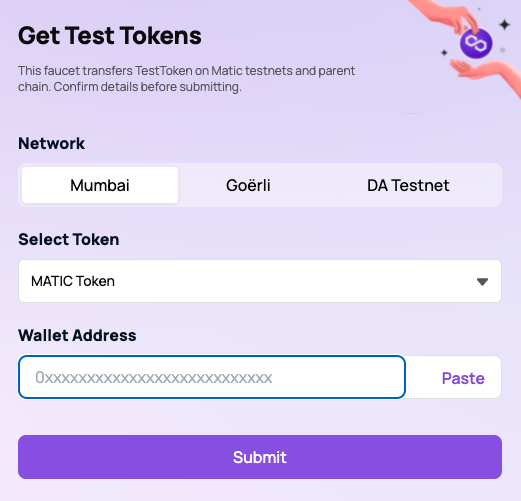 Get Test Tokens
This faucet transfers TestToken on Matic testnets and parent
chain. Confirm details before submitting.
Network
Mumbai Goërli DA Testnet
Select Token
MATIC Token
Wallet Address
0xxxxxxxxxxxxxxxxxxxxxxxxxxx Paste
Submit